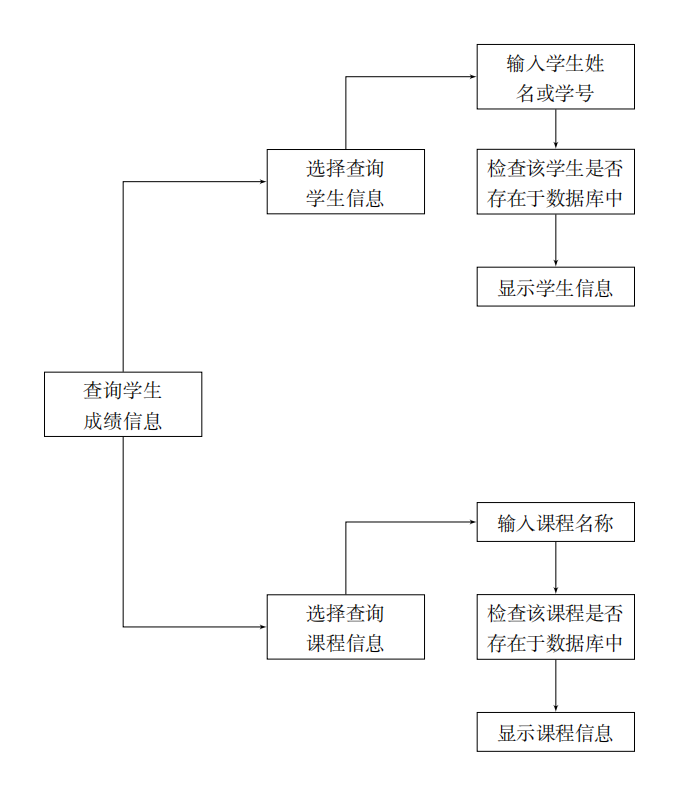 输入学生姓
名或学号
选择查询
学生信息
检查该学生是否
存在于数据库中
显示学生信息
查询学生
成绩信息
输入课程名称
选择查询
课程信息
检查该课程是否
存在于数据库中
显示课程信息